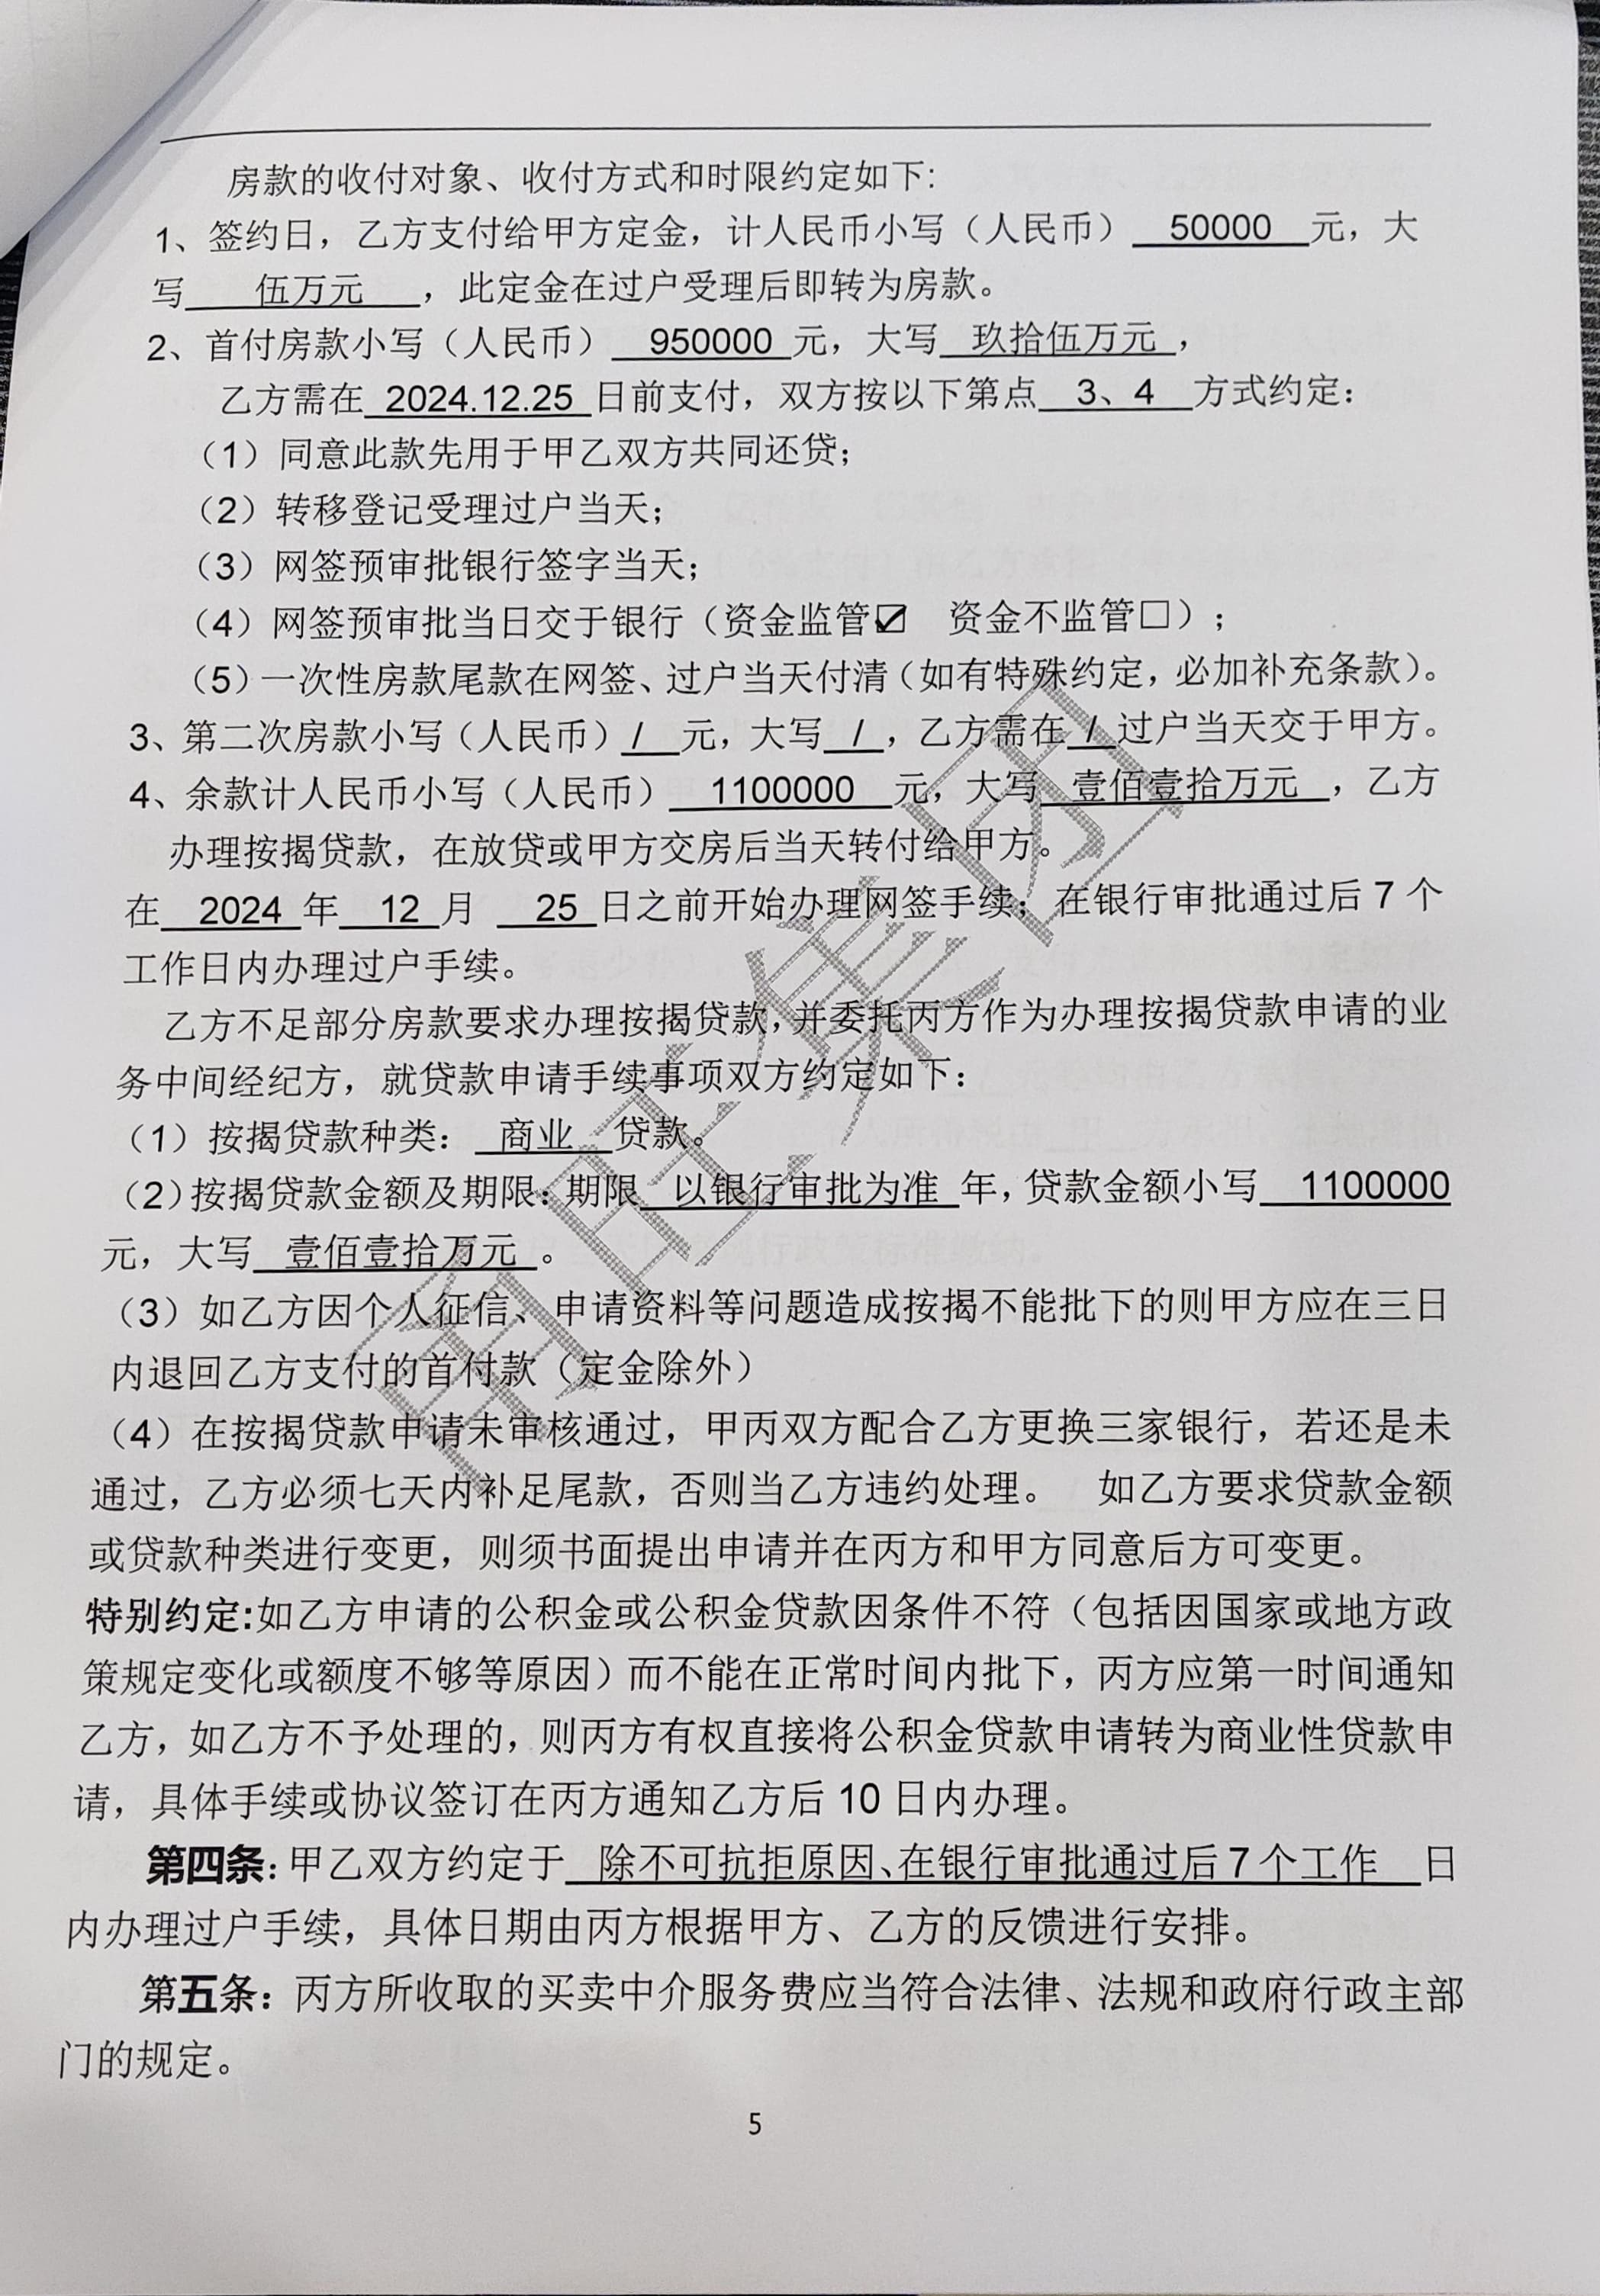 房款的收付对象、收付方式和时限约定如下:
1、签约日，乙方支付给甲方定金，计人民币小写（人民币） 50000 元，大
写 伍万元 ，此定金在过户受理后即转为房款。
2、首付房款小写（人民币） 950000 元，大写 玖拾伍万元 ，
乙方需在 2024.12.25 日前支付，双方按以下第点 3、4 方式约定：
（1）同意此款先用于甲乙双方共同还贷；
（2）转移登记受理过户当天；
（3）网签预审批银行签字当天；
（4）网签预审批当日交于银行（资金监管☑ 资金不监管☐）；
（5）一次性房款尾款在网签、过户当天付清（如有特殊约定，必加补充条款）。
3、第二次房款小写（人民币） / 元，大写 / ，乙方需在 / 过户当天交于甲方。
4、余款计人民币小写（人民币） 1100000 元，大写 壹佰壹拾万元 ，乙方
办理按揭贷款，在放贷或甲方交房后当天转付给甲方。
在 2024 年 12 月 25 日之前开始办理网签手续；在银行审批通过后 7 个
工作日内办理过户手续。
乙方不足部分房款要求办理按揭贷款，并委托丙方作为办理按揭贷款申请的业
务中间经纪方，就贷款申请手续事项双方约定如下：
（1）按揭贷款种类： 商业 贷款。
（2）按揭贷款金额及期限：期限 以银行审批为准 年，贷款金额小写 1100000
元，大写 壹佰壹拾万元 。
（3）如乙方因个人征信、申请资料等问题造成按揭不能批下的则甲方应在三日
内退回乙方支付的首付款（定金除外）
（4）在按揭贷款申请未审核通过，甲丙双方配合乙方更换三家银行，若还是未
通过，乙方必须七天内补足尾款，否则当乙方违约处理。 如乙方要求贷款金额
或贷款种类进行变更，则须书面提出申请并在丙方和甲方同意后方可变更。
特别约定:如乙方申请的公积金或公积金贷款因条件不符（包括因国家或地方政
策规定变化或额度不够等原因）而不能在正常时间内批下，丙方应第一时间通知
乙方，如乙方不予处理的，则丙方有权直接将公积金贷款申请转为商业性贷款申
请，具体手续或协议签订在丙方通知乙方后 10 日内办理。
第四条：甲乙双方约定于 除不可抗拒原因、在银行审批通过后 7 个工作 日
内办理过户手续，具体日期由丙方根据甲方、乙方的反馈进行安排。
第五条：丙方所收取的买卖中介服务费应当符合法律、法规和政府行政主部
门的规定。
5